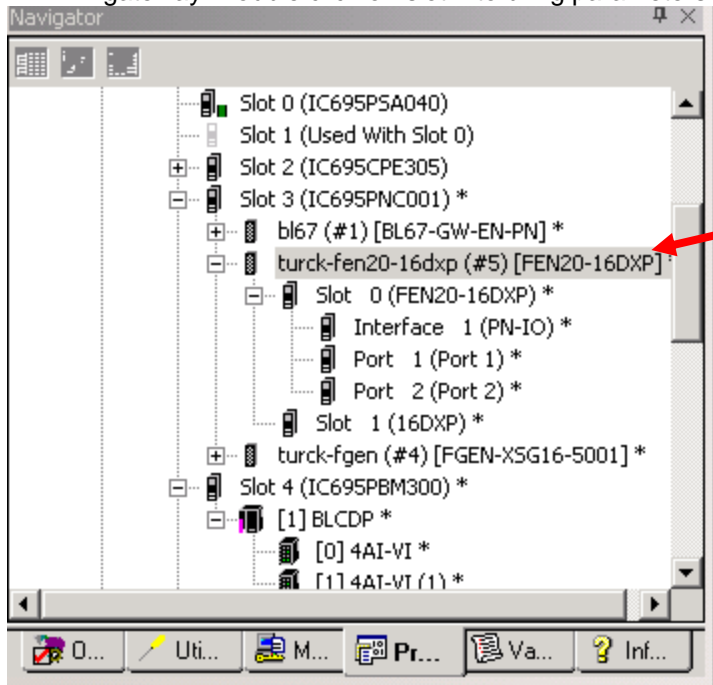 Navigator
Slot 0 (IC695PSA040)
Slot 1 (Used With Slot 0)
Slot 2 (IC695CPE305)
Slot 3 (IC695PNC001) *
bl67 (#1) [BL67-GW-EN-PN] *
turck-fen20-16dxp (#5) [FEN20-16DXP]
Slot 0 (FEN20-16DXP) *
Interface 1 (PN-IO) *
Port 1 (Port 1) *
Port 2 (Port 2) *
Slot 1 (16DXP) *
turck-fgen (#4) [FGEN-XSG16-5001] *
Slot 4 (IC695PBM300) *
[1] BLCDP *
[0] 4AI-VI *
[1] 4AI-VI (1) *
O... Uti... M... Pr... Va... Inf...